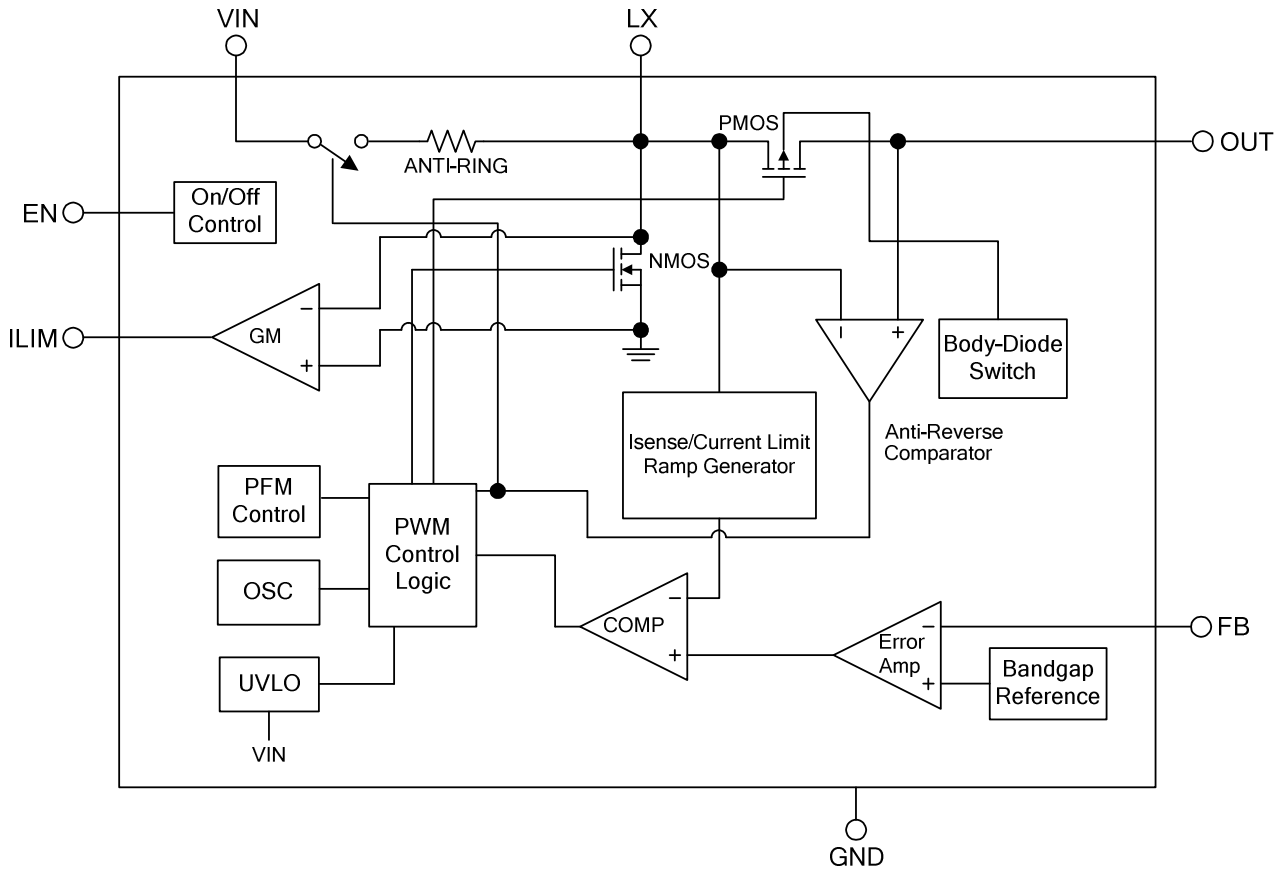 VIN
LX
PMOS
OUT
ANTI-RING
EN
On/Off
Control
NMOS
ILIM
GM
−
+
−
+
Body-Diode
Switch
Isense/Current Limit
Ramp Generator
Anti-Reverse
Comparator
PFM
Control
PWM
Control
Logic
OSC
COMP
−
+
Error
Amp
−
+
FB
Bandgap
Reference
UVLO
VIN
GND